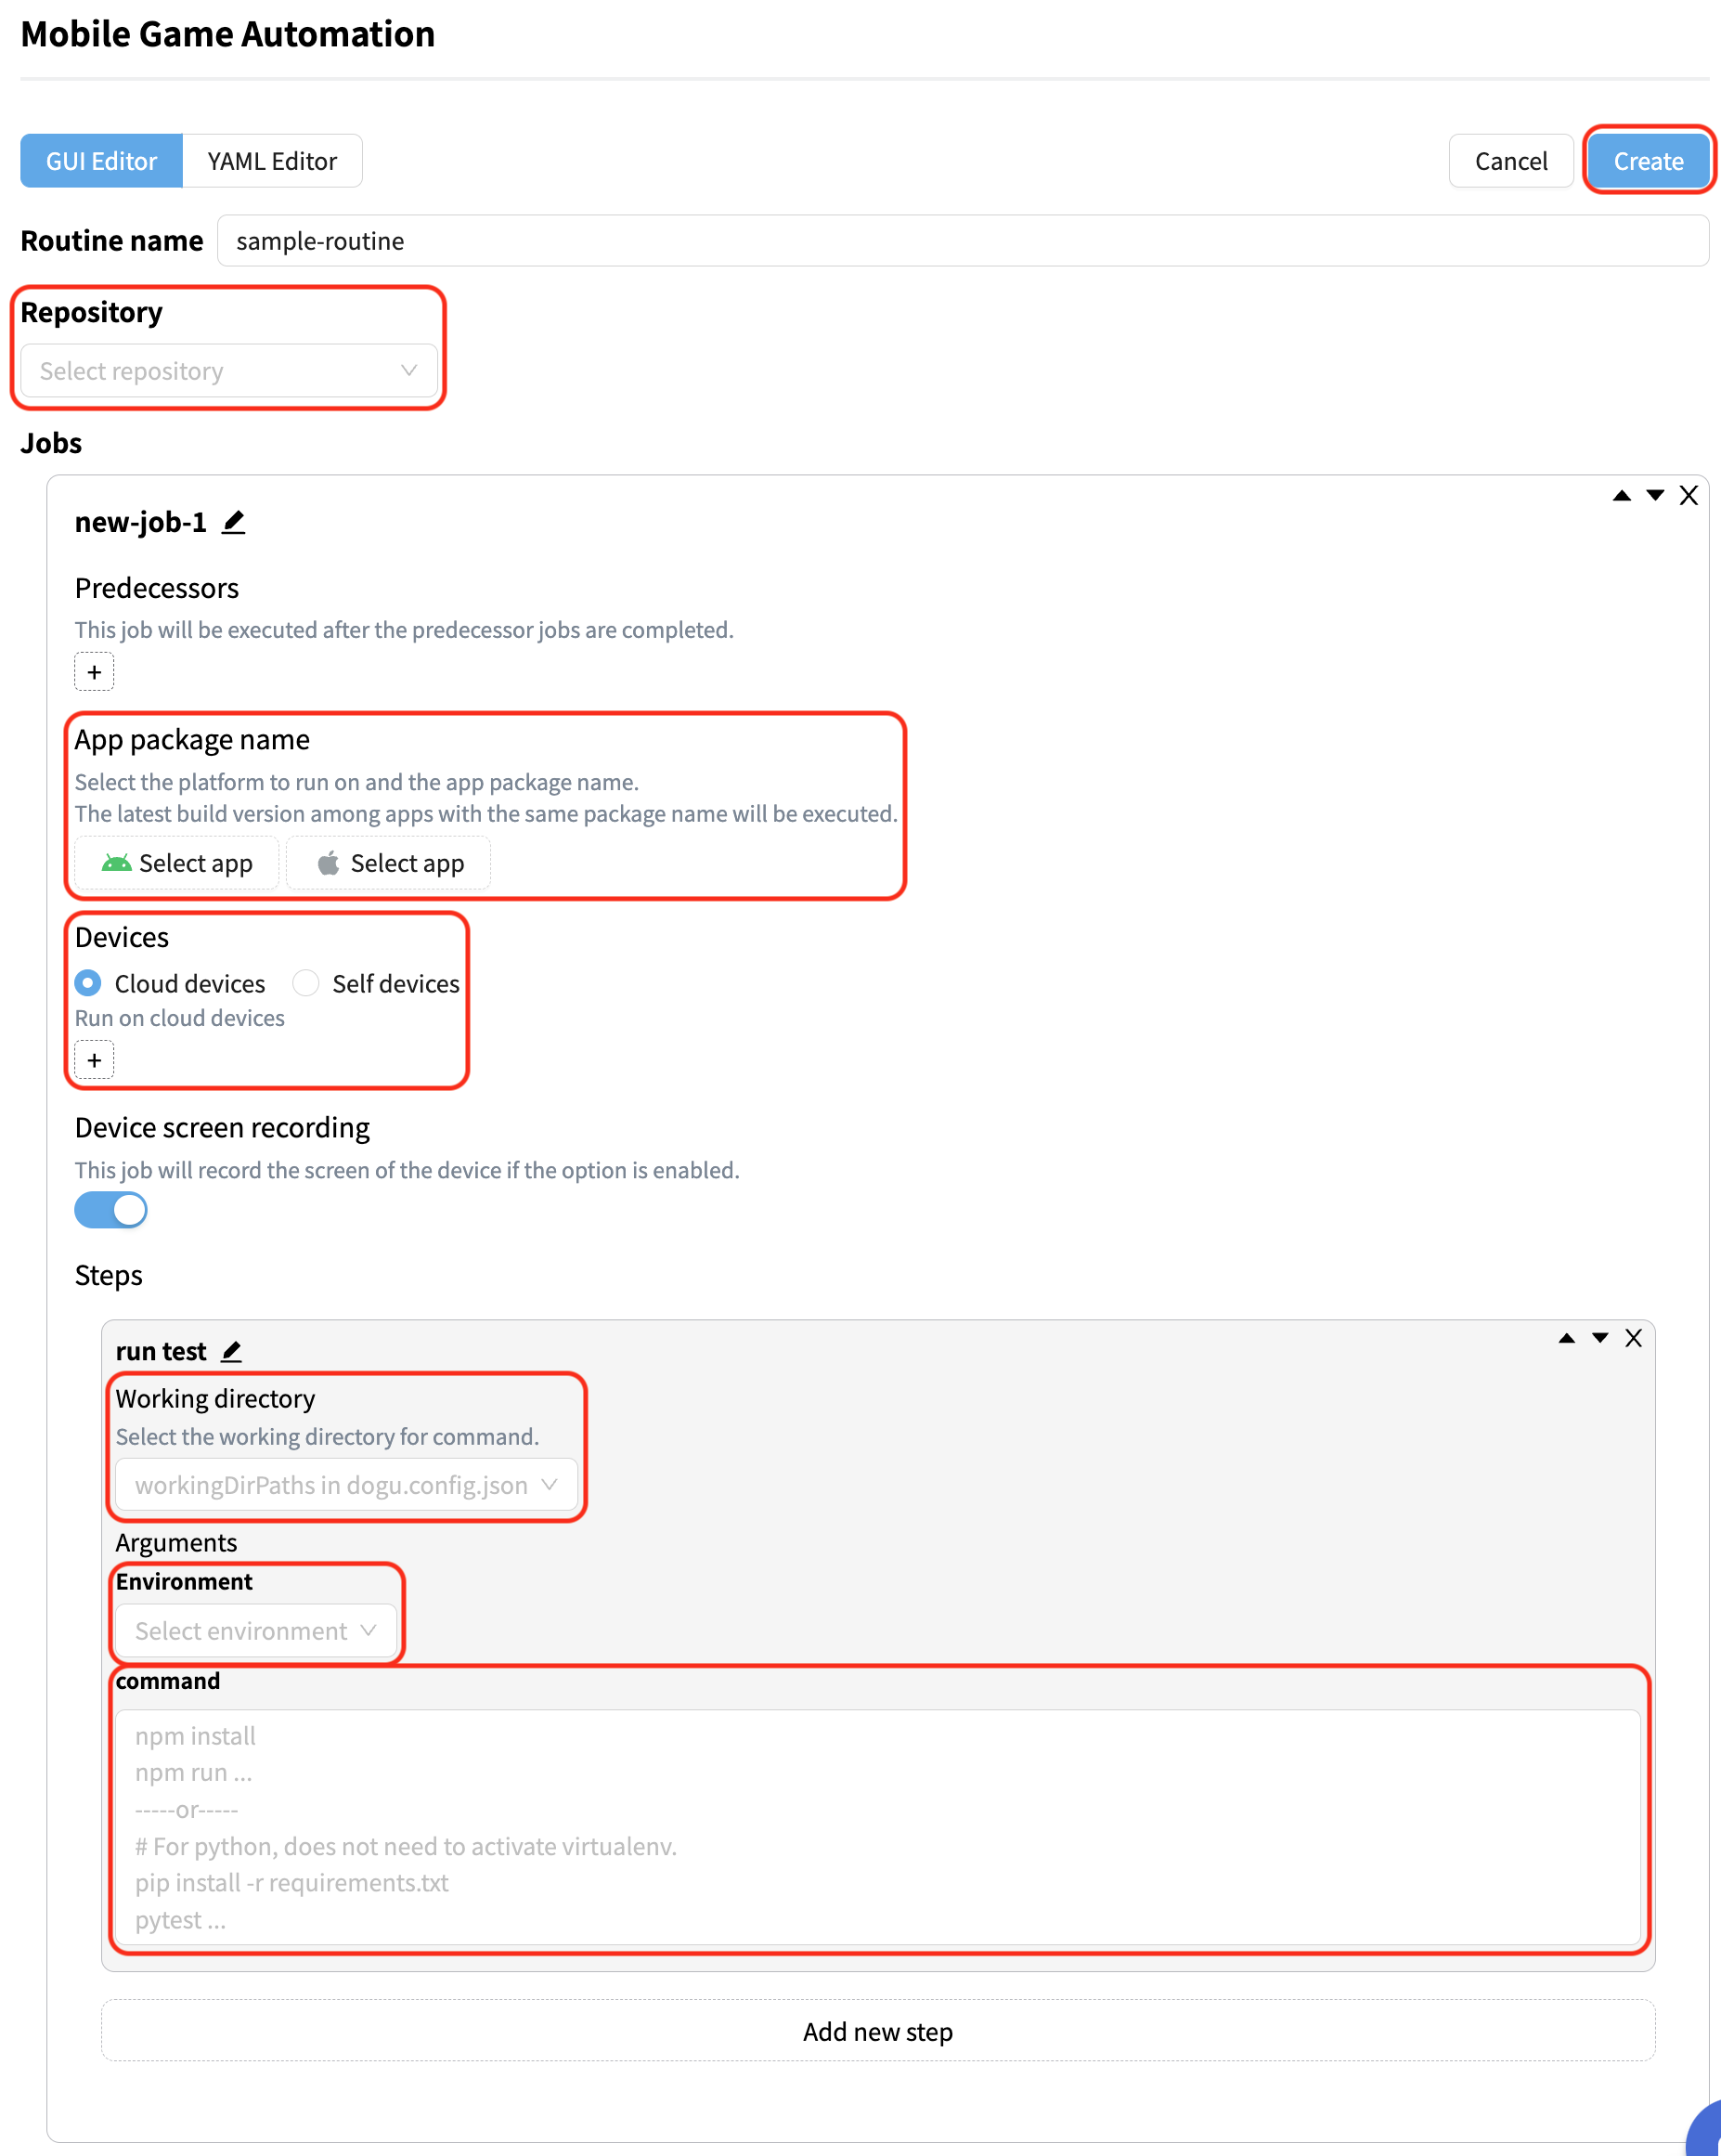 Mobile Game Automation
GUI Editor
YAML Editor
Cancel
Create
Routine name
sample-routine
Repository
Select repository
Jobs
new-job-1
Predecessors
This job will be executed after the predecessor jobs are completed.
+
App package name
Select the platform to run on and the app package name.
The latest build version among apps with the same package name will be executed.
Select app
Select app
Devices
Cloud devices
Self devices
Run on cloud devices
+
Device screen recording
This job will record the screen of the device if the option is enabled.
Steps
run test
Working directory
Select the working directory for command.
workingDirPaths in dogu.config.json
Arguments
Environment
Select environment
command
npm install
npm run ...
-----or-----
# For python, does not need to activate virtualenv.
pip install -r requirements.txt
pytest ...
Add new step